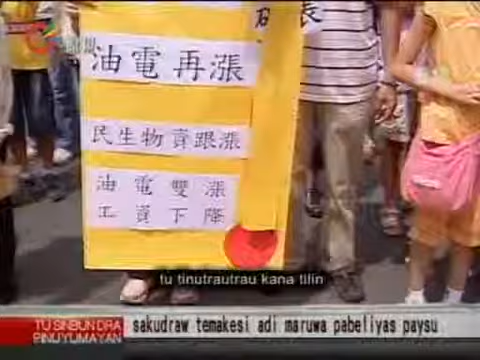 油電再漲
民生物資跟漲
油電雙漲
工資下降
tu tinutrautrau kana tilin
TU SINBUN DRA
PINUYUMAYAN
sakudraw temakesi adi maruwa pabeliyas paysu